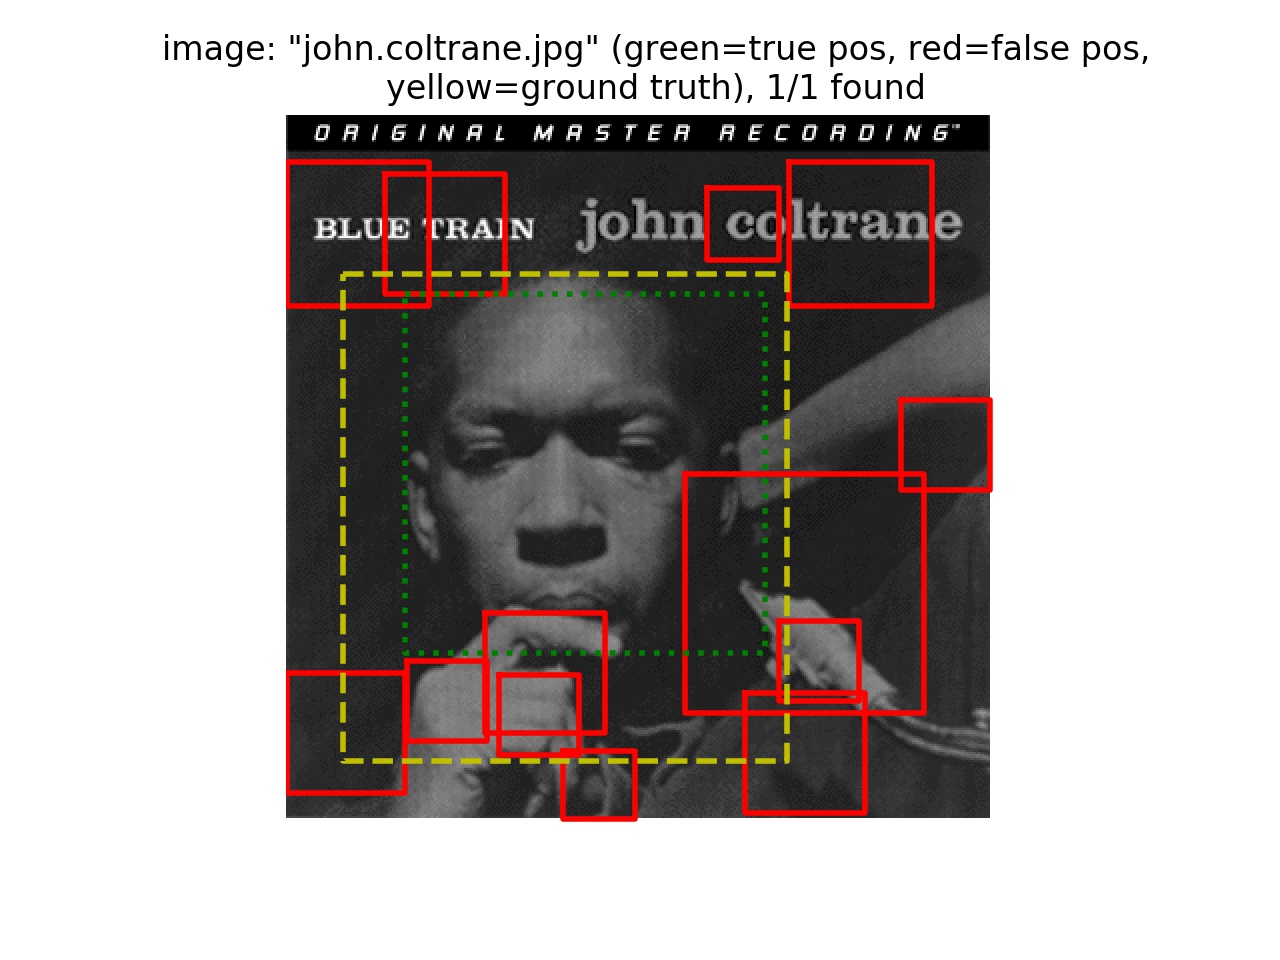 image: "john.coltrane.jpg" (green=true pos, red=false pos,
yellow=ground truth), 1/1 found
ORIGINAL MASTER RECORDING™
BLUE TRAIN john coltrane